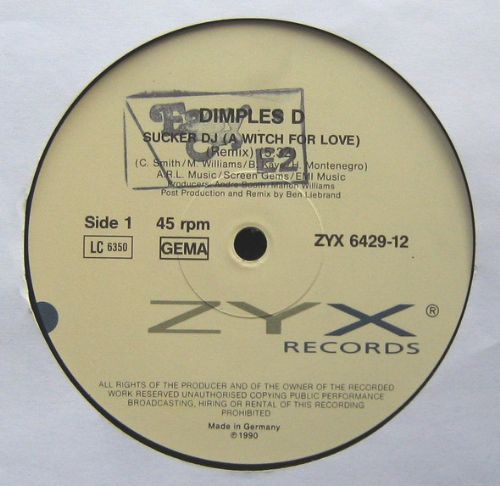 DIMPLES D
SUCKER DJ (A WITCH FOR LOVE)
(Remix) (5:32)
(C. Smith/M. Williams/B. Kaye/H. Montenegro)
A.R.L. Music/Screen Gems/EMI Music
Producers: Andre Booth/Marlon Williams
Post Production and Remix by Ben Liebrand
E2
Side 1 45 rpm
LC 6350 GEMA ZYX 6429-12
ZYX ®
RECORDS
ALL RIGHTS OF THE PRODUCER AND OF THE OWNER OF THE RECORDED
WORK RESERVED UNAUTHORISED COPYING PUBLIC PERFORMANCE
BROADCASTING, HIRING OR RENTAL OF THIS RECORDING
PROHIBITED
Made in Germany
℗1990